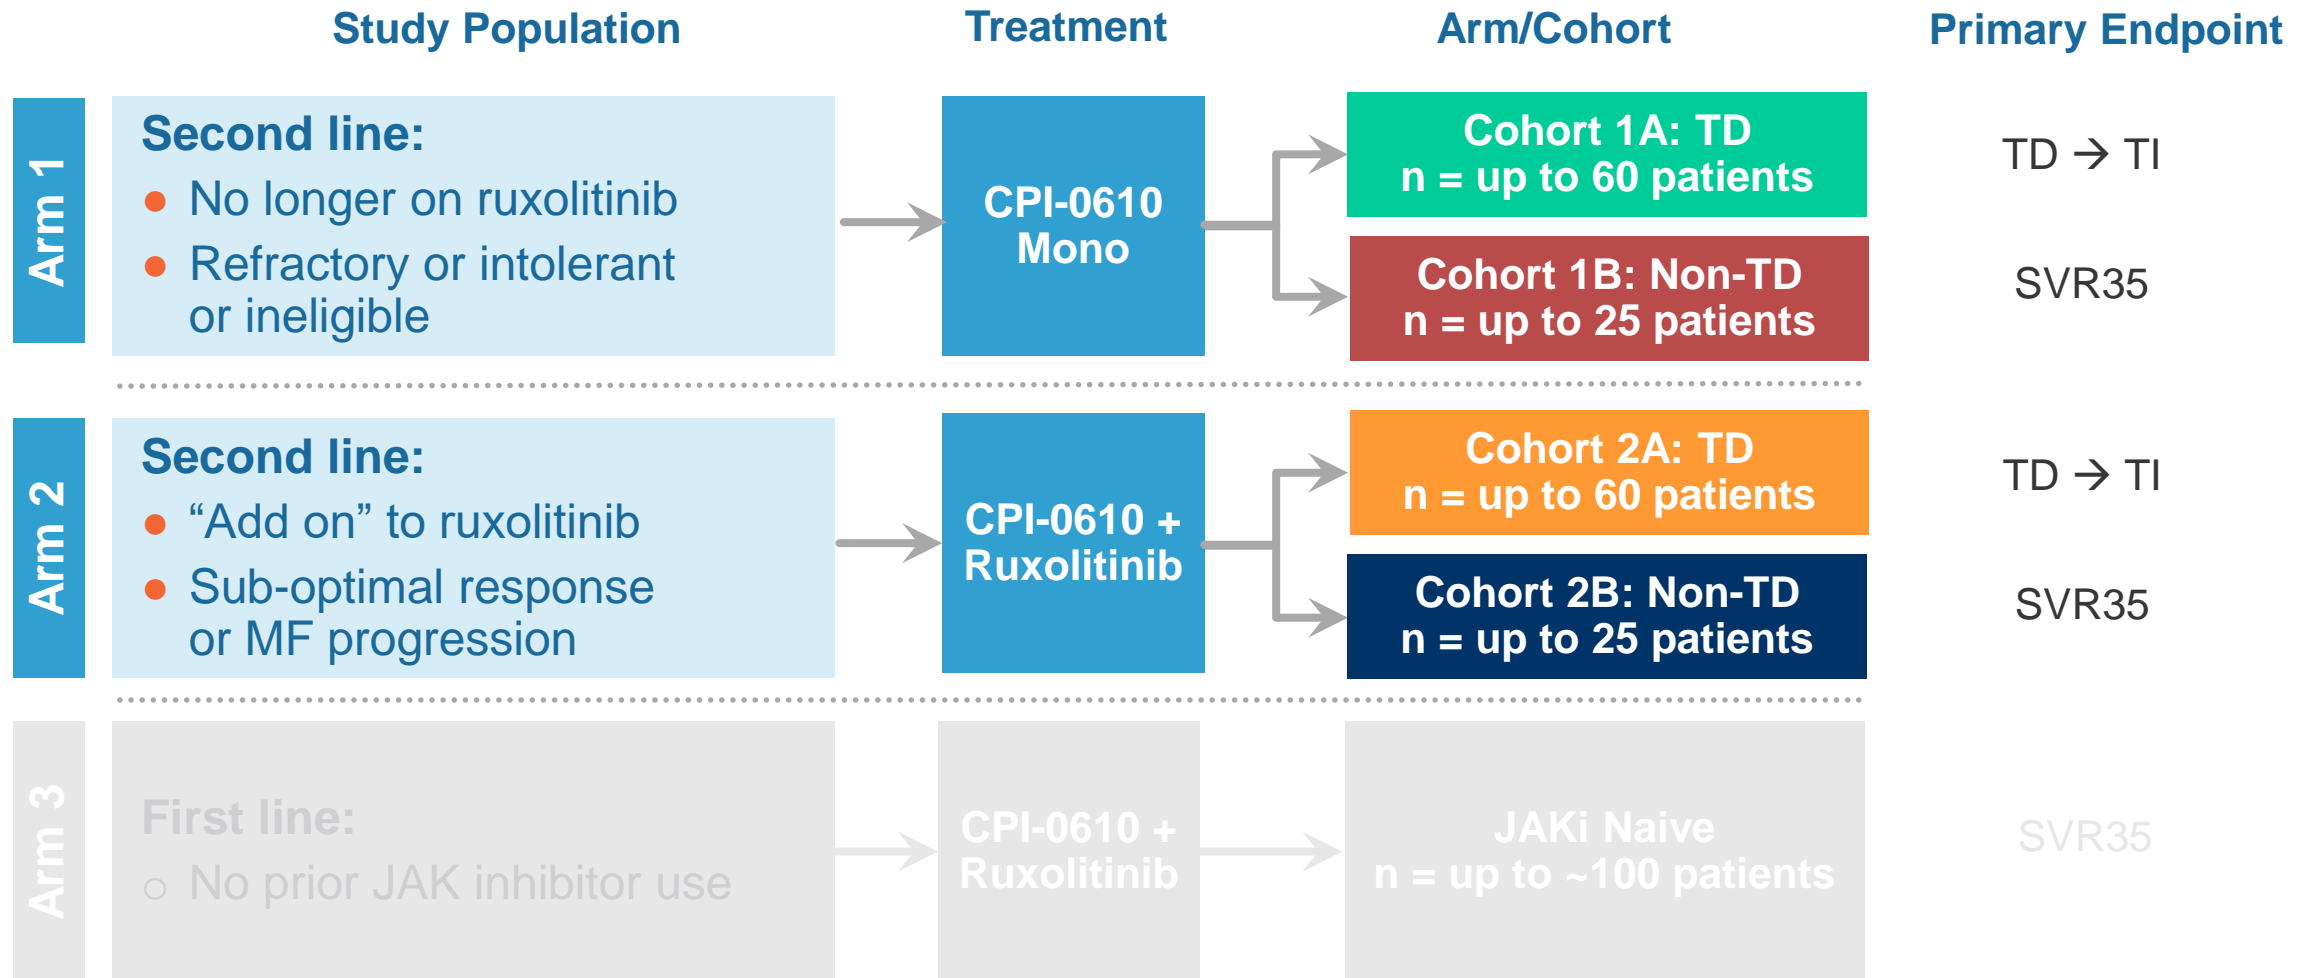 Study Population
Treatment
Arm/Cohort
Primary Endpoint
Arm 1
Second line:
● No longer on ruxolitinib
● Refractory or intolerant
or ineligible
CPI-0610
Mono
Cohort 1A: TD
n = up to 60 patients
TD → TI
Cohort 1B: Non-TD
n = up to 25 patients
SVR35
Arm 2
Second line:
● “Add on” to ruxolitinib
● Sub-optimal response
or MF progression
CPI-0610 +
Ruxolitinib
Cohort 2A: TD
n = up to 60 patients
TD → TI
Cohort 2B: Non-TD
n = up to 25 patients
SVR35
Arm 3
First line:
○ No prior JAK inhibitor use
CPI-0610 +
Ruxolitinib
JAKi Naive
n = up to ~100 patients
SVR35